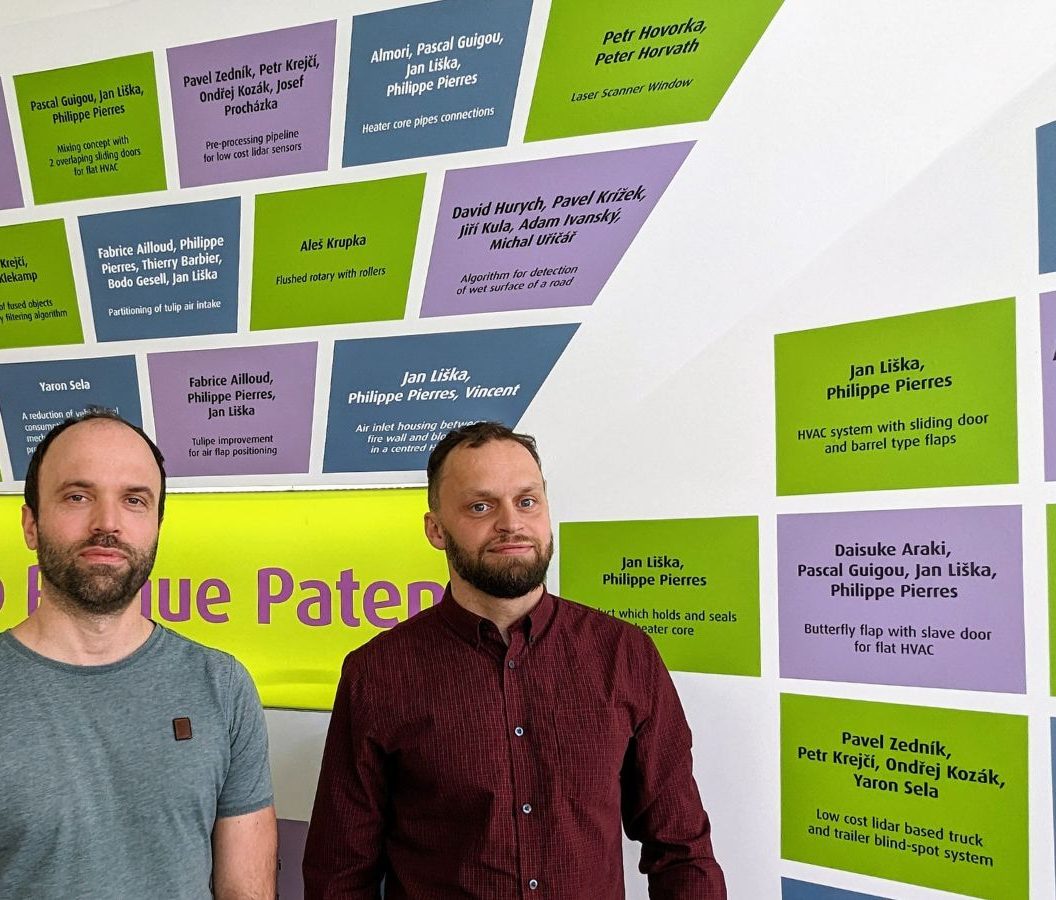 Pascal Guigou, Jan Liška,
Philippe Pierres
Mixing concept with
2 overlaping sliding doors
for flat HVAC
Pavel Zedník, Petr Krejčí,
Ondřej Kozák, Josef
Procházka
Pre-processing pipeline
for low cost lidar sensors
Almori, Pascal Guigou,
Jan Liška,
Philippe Pierres
Heater core pipes connections
Petr Hovorka,
Peter Horvath
Laser Scanner Window
Krejčí,
Klekamp
of fused objects
filtering algorithm
Fabrice Ailloud, Philippe
Pierres, Thierry Barbier,
Bodo Gesell, Jan Liška
Partitioning of tulip air intake
Aleš Krupka
Flushed rotary with rollers
David Hurych, Pavel Krížek,
Jiří Kula, Adam Ivanský,
Michal Uřičář
Algorithm for detection
of wet surface of a road
Yaron Sela
A reduction of
Fabrice Ailloud,
Philippe Pierres,
Jan Liška
Tulipe improvement
for air flap positioning
Jan Liška,
Philippe Pierres, Vincent
Air inlet housing
fire wall and
in a centred
Paten
Jan Liška,
Philippe Pierres
HVAC system with sliding door
and barrel type flaps
Jan Liška,
Philippe Pierres
which holds and seals
core
Daisuke Araki,
Pascal Guigou, Jan Liška,
Philippe Pierres
Butterfly flap with slave door
for flat HVAC
Pavel Zedník,
Petr Krejčí, Ondřej Kozák,
Yaron Sela
Low cost lidar based truck
and trailer blind-spot system